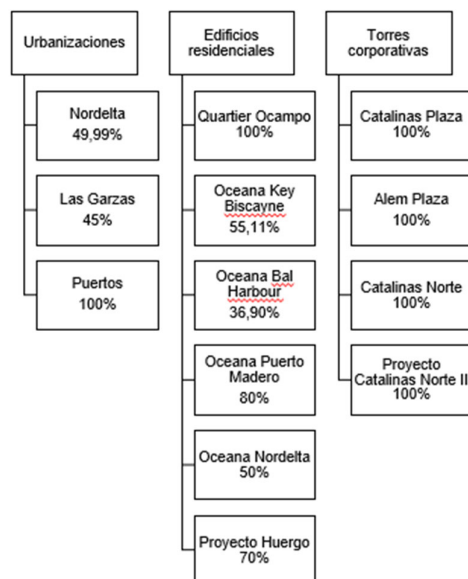 Urbanizaciones
Nordelta
49,99%
Las Garzas
45%
Puertos
100%
Edificios
residenciales
Quartier Ocampo
100%
Oceana Key
Biscayne
55,11%
Oceana Bal
Harbour
36,90%
Oceana Puerto
Madero
80%
Oceana Nordelta
50%
Proyecto Huergo
70%
Torres
corporativas
Catalinas Plaza
100%
Alem Plaza
100%
Catalinas Norte
100%
Proyecto
Catalinas Norte II
100%